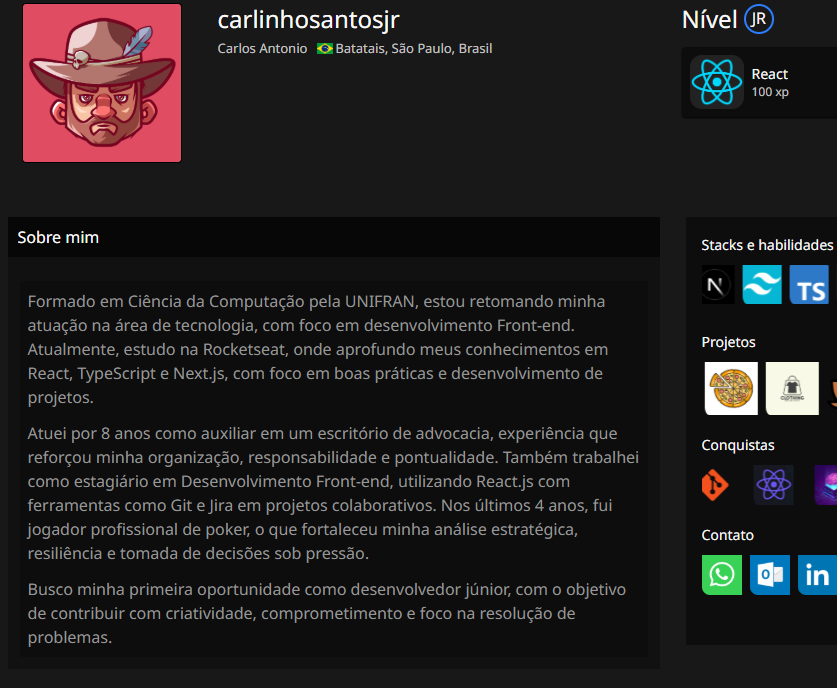 carlinhosantosjr
Carlos Antonio Batatais, São Paulo, Brasil
Nível JR
React
100 xp
Sobre mim
Formado em Ciência da Computação pela UNIFRAN, estou retomando minha
atuação na área de tecnologia, com foco em desenvolvimento Front-end.
Atualmente, estudo na Rocketseat, onde aprofundo meus conhecimentos em
React, TypeScript e Next.js, com foco em boas práticas e desenvolvimento de
projetos.
Atuei por 8 anos como auxiliar em um escritório de advocacia, experiência que
reforçou minha organização, responsabilidade e pontualidade. Também trabalhei
como estagiário em Desenvolvimento Front-end, utilizando React.js com
ferramentas como Git e Jira em projetos colaborativos. Nos últimos 4 anos, fui
jogador profissional de poker, o que fortaleceu minha análise estratégica,
resiliência e tomada de decisões sob pressão.
Busco minha primeira oportunidade como desenvolvedor júnior, com o objetivo
de contribuir com criatividade, comprometimento e foco na resolução de
problemas.
Stacks e habilidades
N TS
Projetos
CLOTHING
Conquistas
Contato
O in